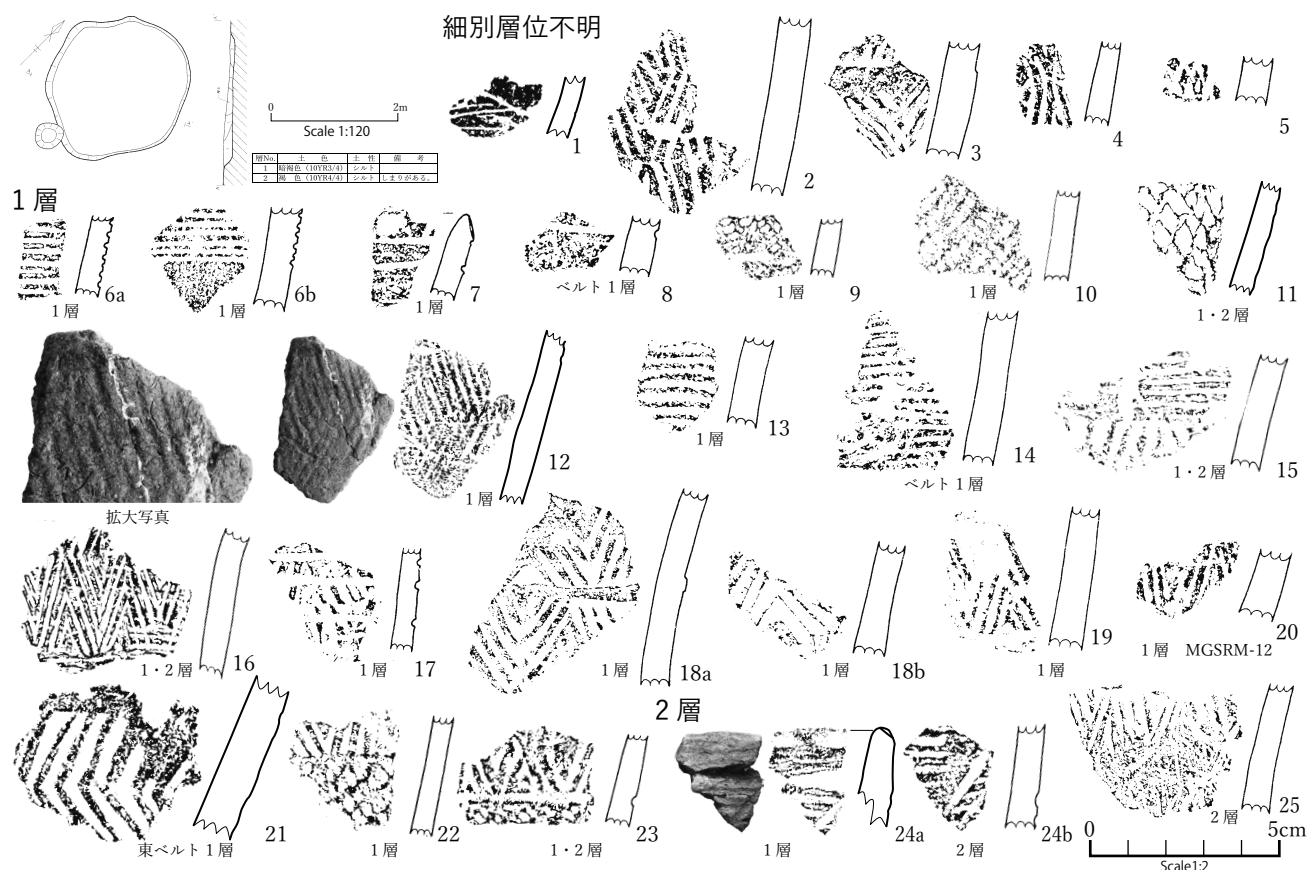 細別層位不明
0 2m
Scale 1:120
層No. 土 色 土 性 備 考
1 暗褐色（10YR3/4） シルト
2 褐 色（10YR4/4） シルト しまりがある。
1
2
3
4
5
1 層
6a
1 層
6b
1 層
7
1 層
8
ベルト 1 層
9
1 層
10
1 層
11
1・2 層
拡大写真
12
1 層
13
1 層
14
ベルト 1 層
15
1・2 層
16
1・2 層
17
1 層
18a
1 層
18b
1 層
19
1 層
20
1 層 MGSRM-12
21
東ベルト 1 層
22
1 層
23
1・2 層
2 層
24a
1 層
24b
2 層
25
2 層
0 5cm
Scale1:2